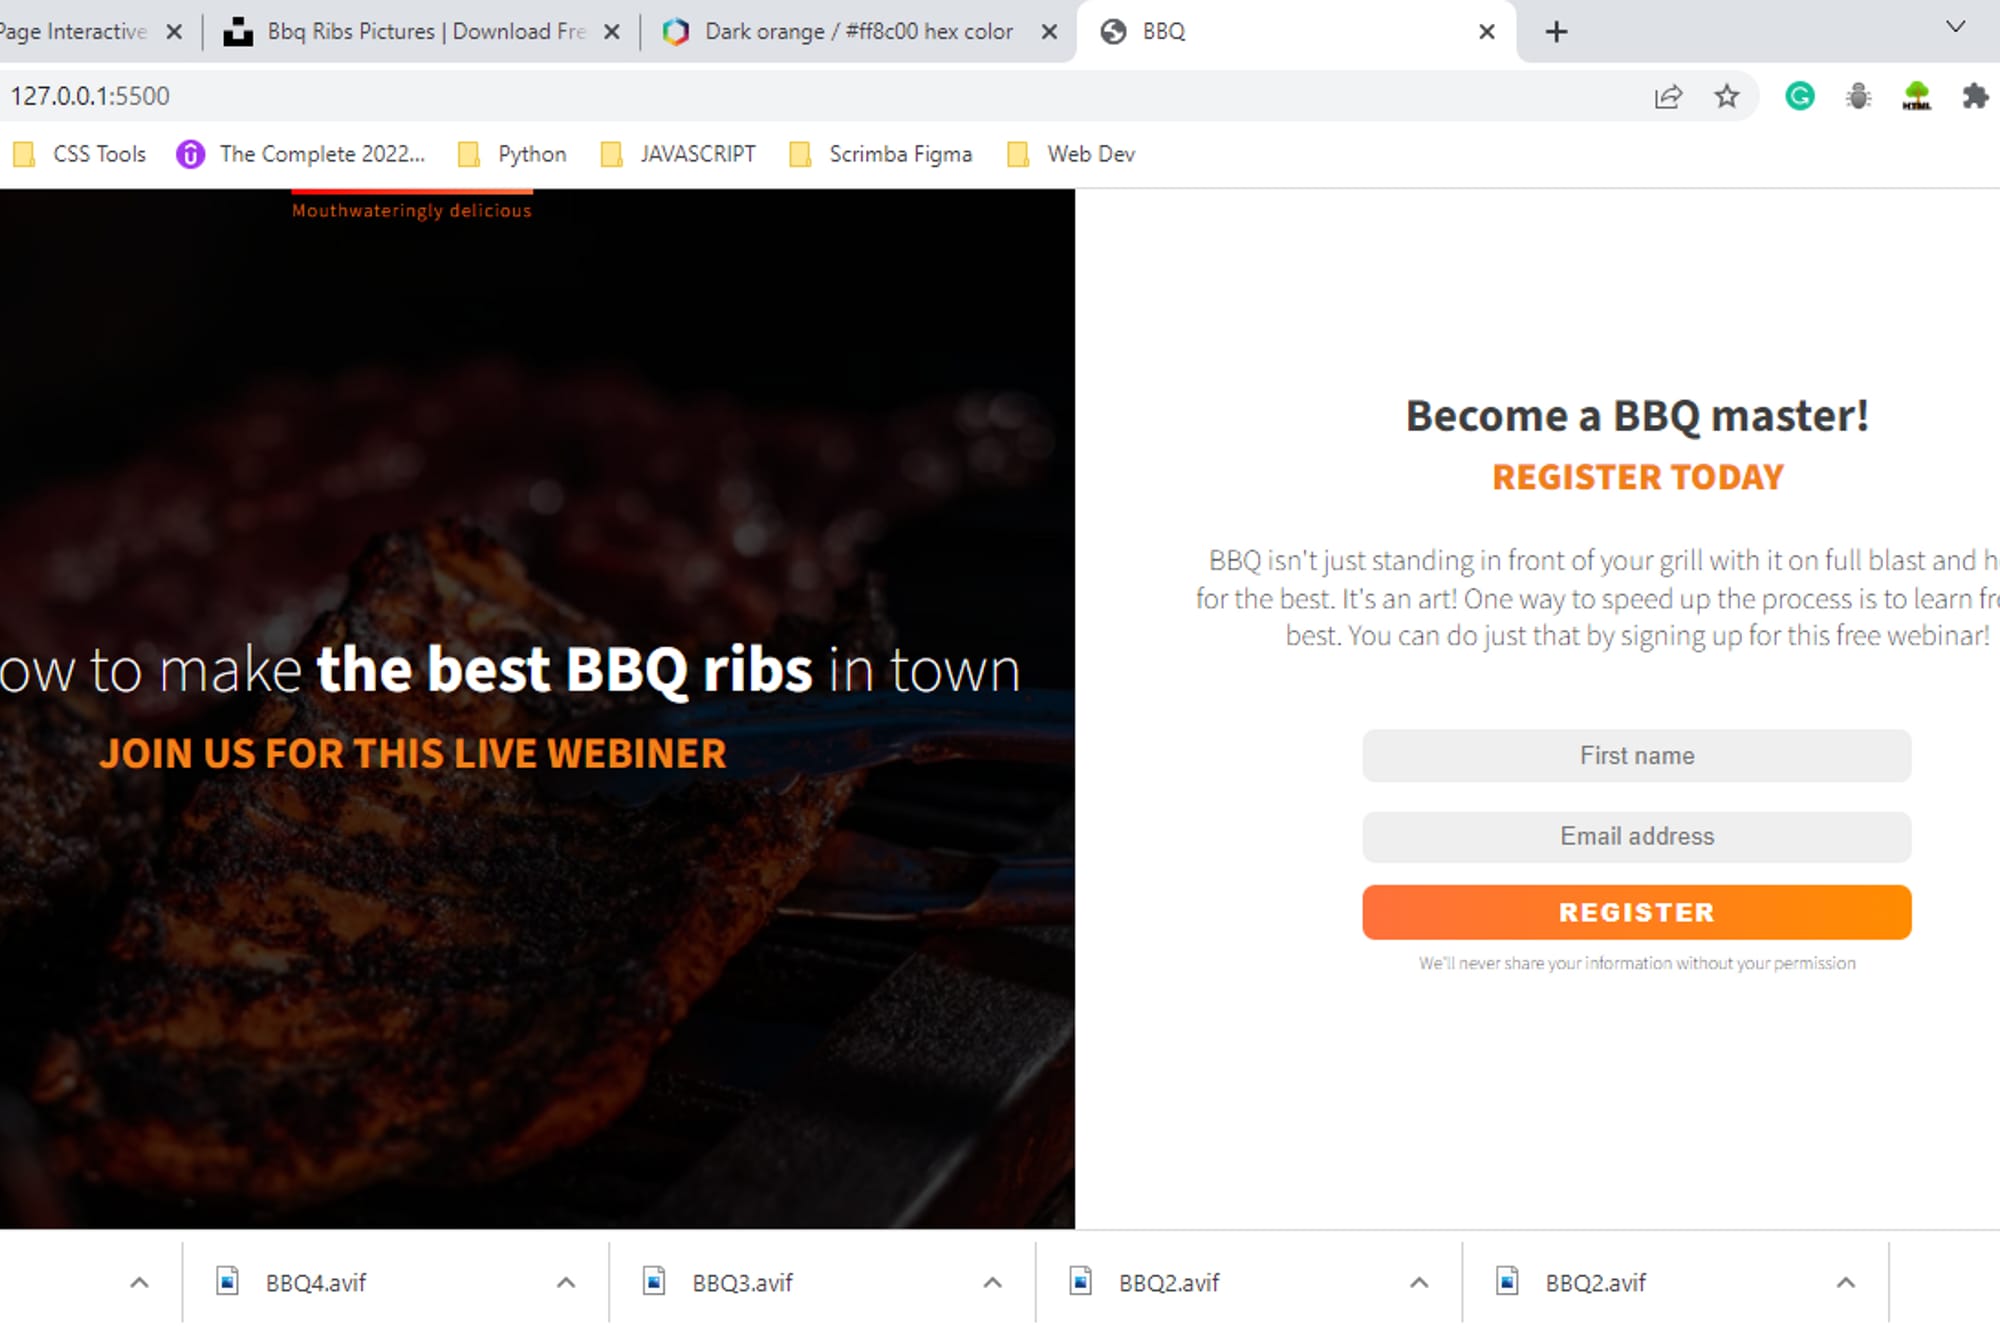 Page Interactive
Bbq Ribs Pictures | Download Fre
Dark orange / #ff8c00 hex color
BBQ
127.0.0.1:5500
CSS Tools
The Complete 2022...
Python
JAVASCRIPT
Scrimba Figma
Web Dev
Mouthwateringly delicious
ow to make the best BBQ ribs in town
JOIN US FOR THIS LIVE WEBINER
Become a BBQ master!
REGISTER TODAY
BBQ isn't just standing in front of your grill with it on full blast and h
for the best. It's an art! One way to speed up the process is to learn fr
best. You can do just that by signing up for this free webinar!
First name
Email address
REGISTER
We'll never share your information without your permission
BBQ4.avif
BBQ3.avif
BBQ2.avif
BBQ2.avif